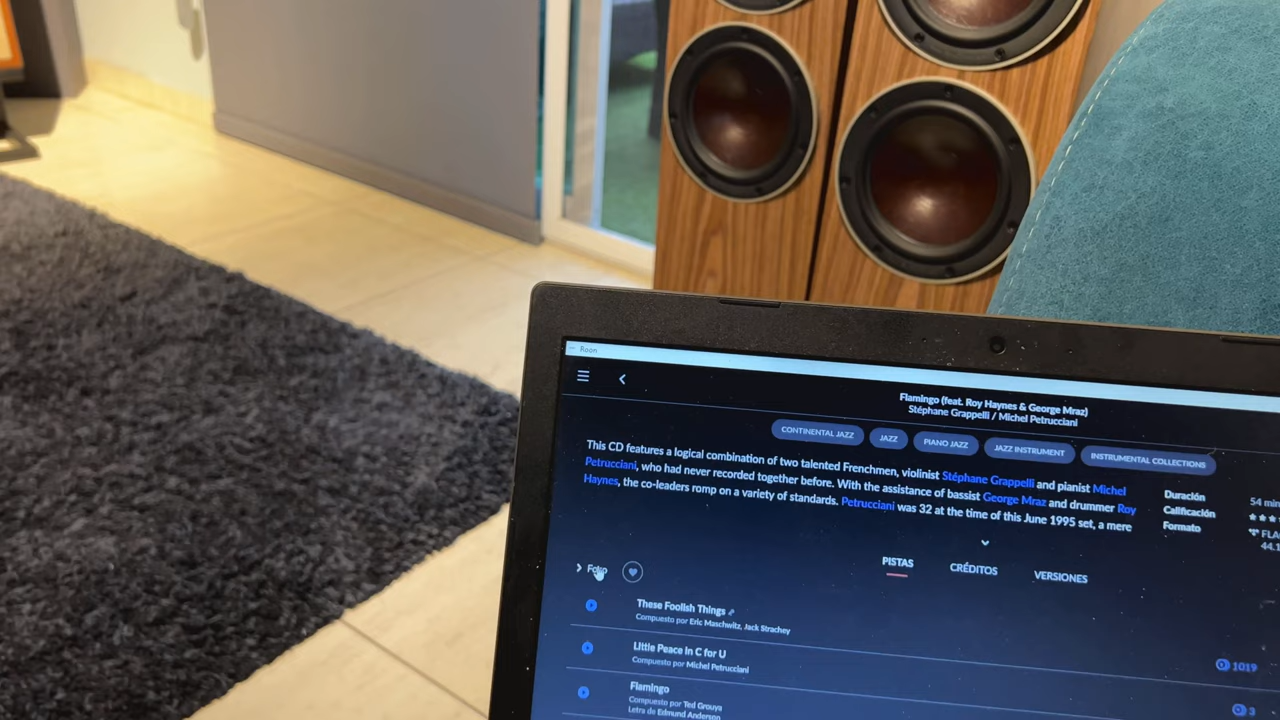 Roon
Flamingo (feat. Roy Haynes & George Mraz)
Stéphane Grappelli / Michel Petrucciani
CONTINENTAL JAZZ
JAZZ
PIANO JAZZ
JAZZ INSTRUMENT
INSTRUMENTAL COLLECTIONS
This CD features a logical combination of two talented Frenchmen, violinist Stéphane Grappelli and pianist Michel
Petrucciani, who had never recorded together before. With the assistance of bassist George Mraz and drummer Roy
Haynes, the co-leaders romp on a variety of standards. Petrucciani was 32 at the time of this June 1995 set, a mere
Duración
54 min
Calificación
Formato
FLA
44.1
PISTAS
CRÉDITOS
VERSIONES
These Foolish Things
Compuesto por Eric Maschwitz, Jack Strachey
Little Peace in C for U
Compuesto por Michel Petrucciani
1019
Flamingo
Compuesto por Ted Grouya
Letra de Edmund Anderson
3